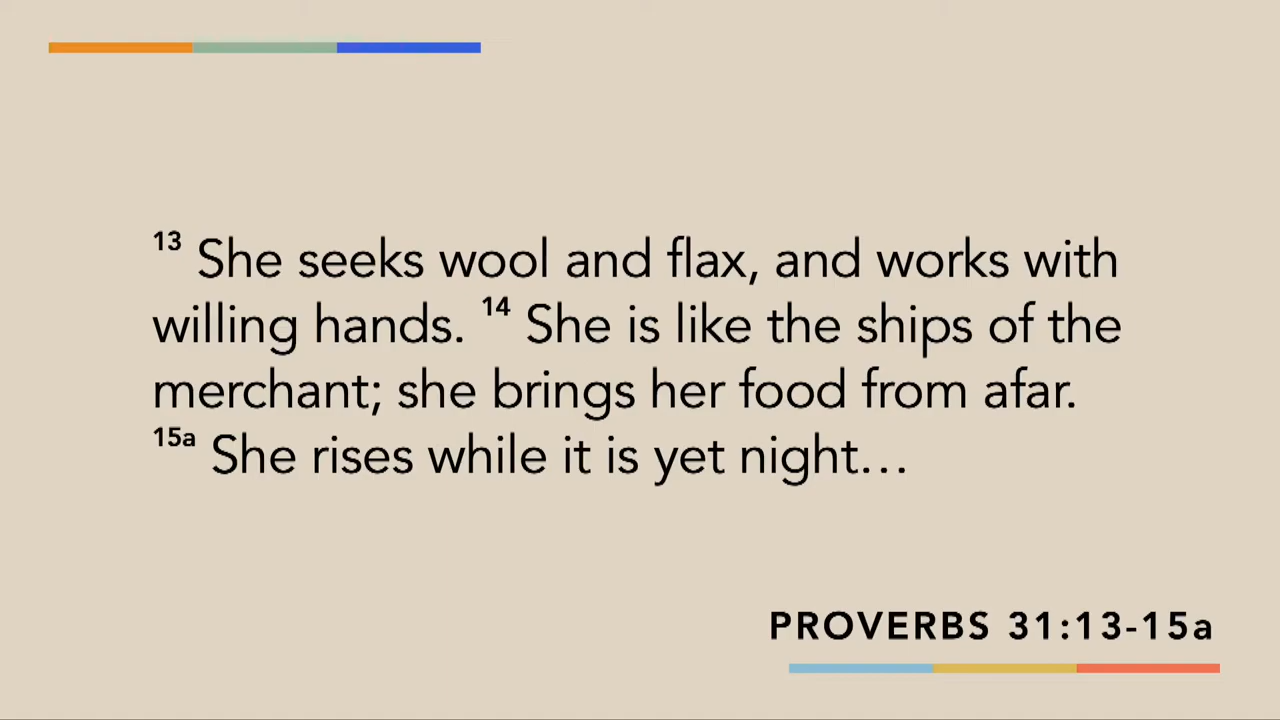 13 She seeks wool and flax, and works with
willing hands. 14 She is like the ships of the
merchant; she brings her food from afar.
15a She rises while it is yet night…
PROVERBS 31:13-15a